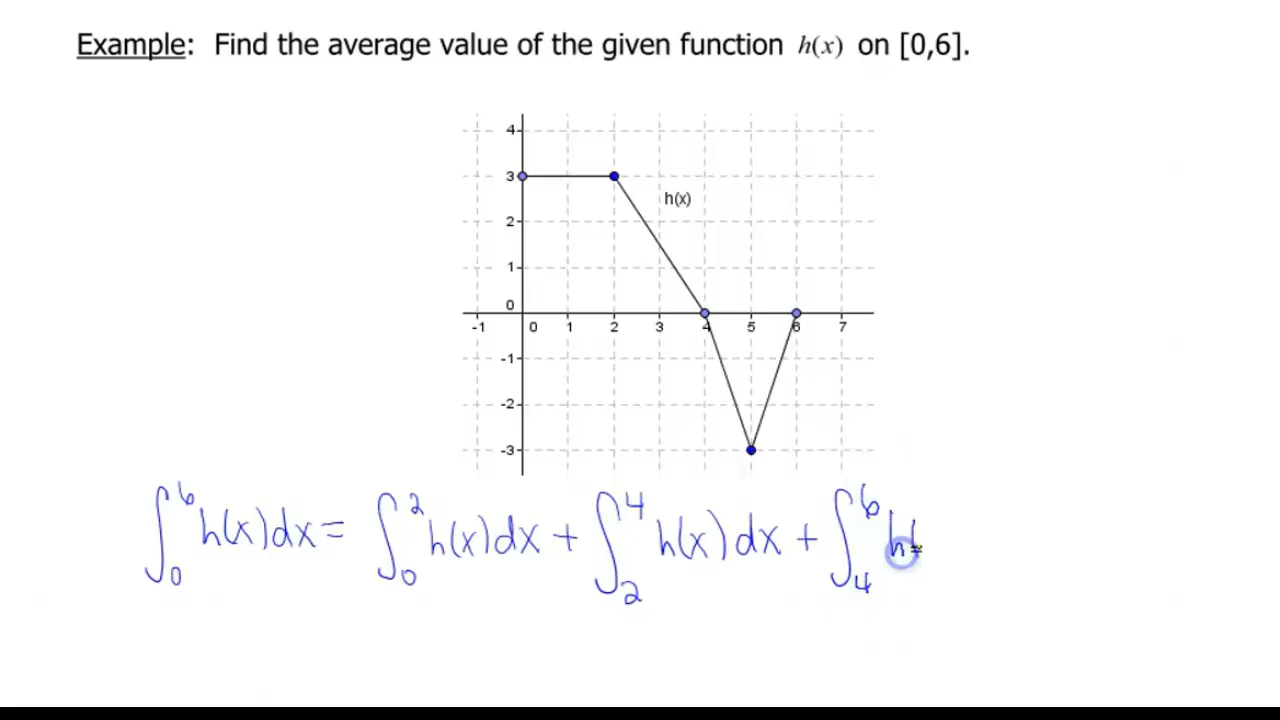 Example: Find the average value of the given function h(x) on [0,6].
4
3
h(x)
2
1
0
-1 0 1 2 3 4 5 6 7
-1
-2
-3
∫₀⁶ h(x)dx = ∫₀² h(x)dx + ∫₂⁴ h(x)dx + ∫₄⁶ h(